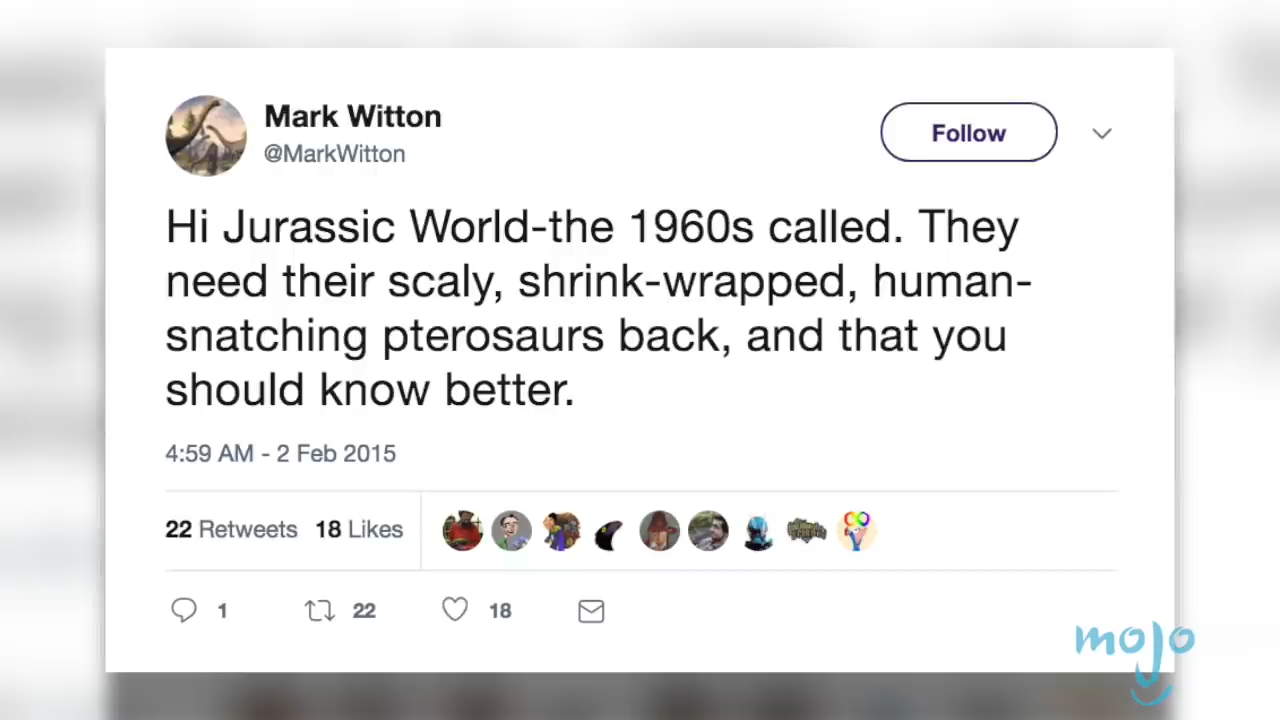 Mark Witton
@MarkWitton
Follow
Hi Jurassic World-the 1960s called. They
need their scaly, shrink-wrapped, human-
snatching pterosaurs back, and that you
should know better.
4:59 AM - 2 Feb 2015
22 Retweets 18 Likes
1 22 18
mojo